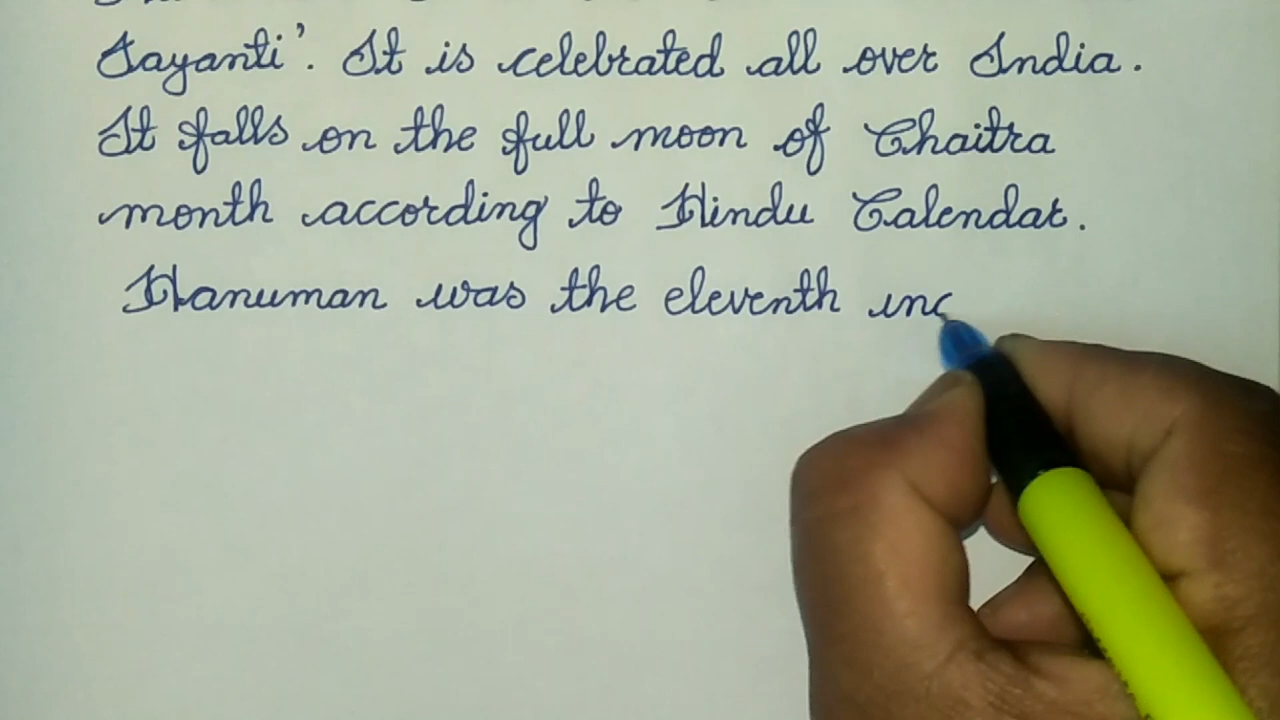 Jayanti'. It is celebrated all over India.
It falls on the full moon of Chaitra
month according to Hindu Calendar.
Hanuman was the eleventh inc